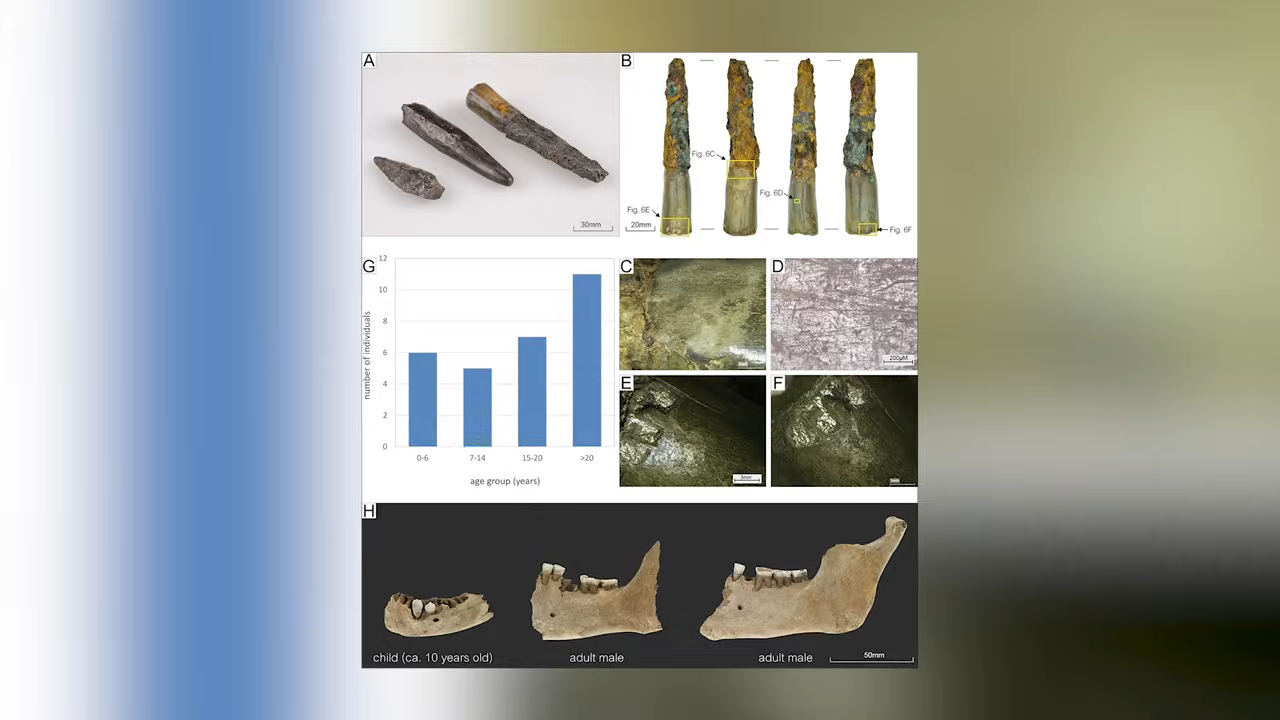 A
30mm
B
Fig. 6C
Fig. 6D
Fig. 6E
20mm
Fig. 6F
G
12
10
8
6
4
2
0
number of individuals
0-6
7-14
15-20
>20
age group (years)
C
D
200µM
E
F
H
child (ca. 10 years old)
adult male
adult male
50mm